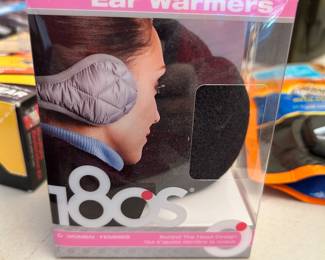 Ear Warmers
180s
WOMEN / FEMMES
Behind The Head Design